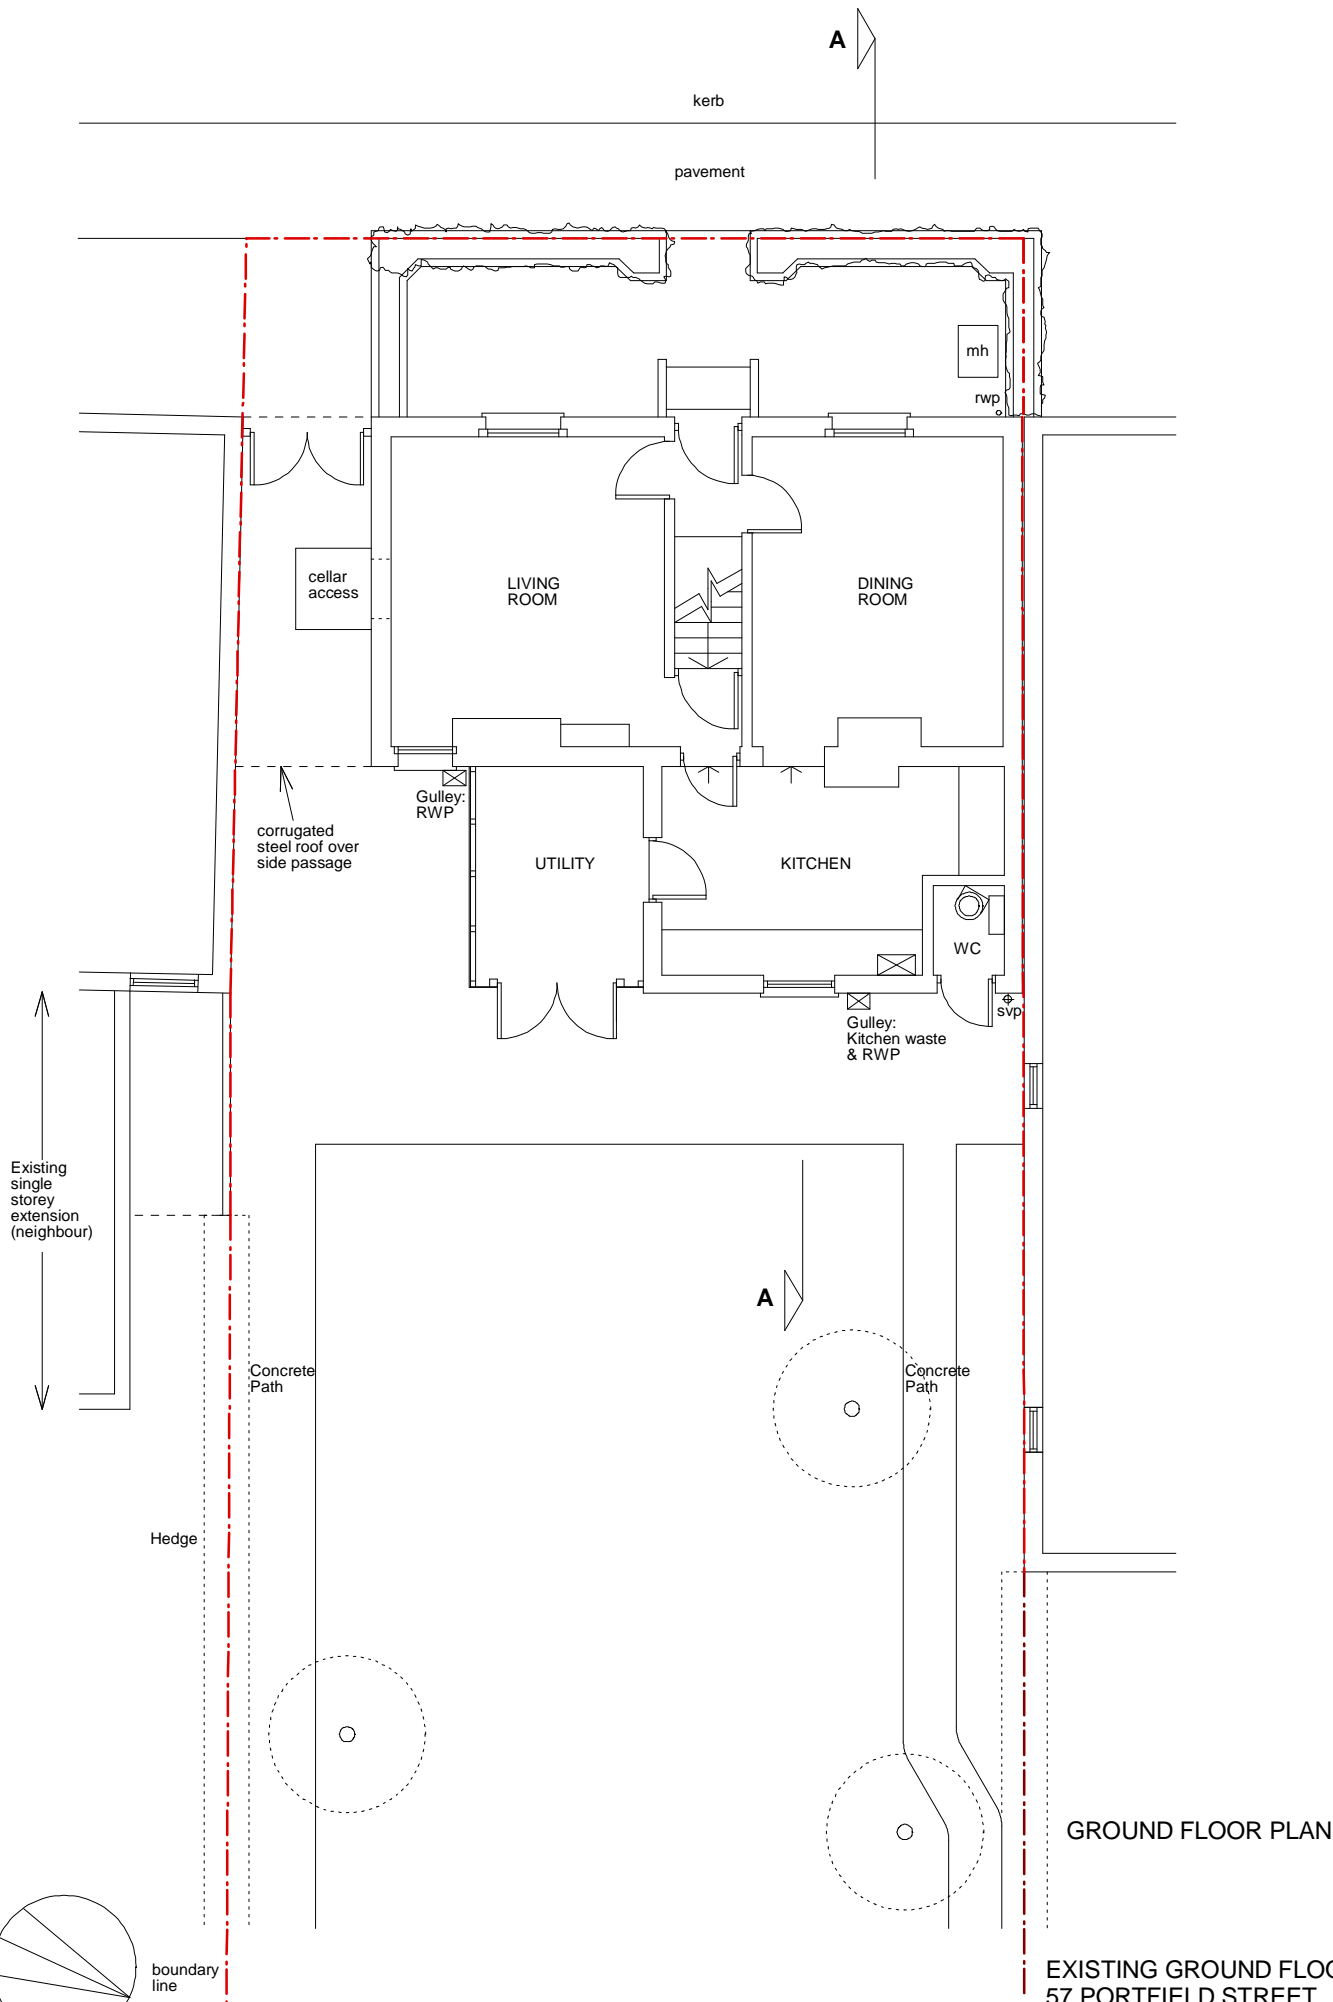 A
kerb
pavement
mh
rwp
cellar
access
LIVING
ROOM
DINING
ROOM
Gulley:
RWP
corrugated
steel roof over
side passage
UTILITY
KITCHEN
WC
svp
Gulley:
Kitchen waste
& RWP
Existing
single
storey
extension
(neighbour)
A
Concrete
Path
Concrete
Path
Hedge
GROUND FLOOR PLAN
boundary
line
EXISTING GROUND FLOO
57 PORTFIELD STREET